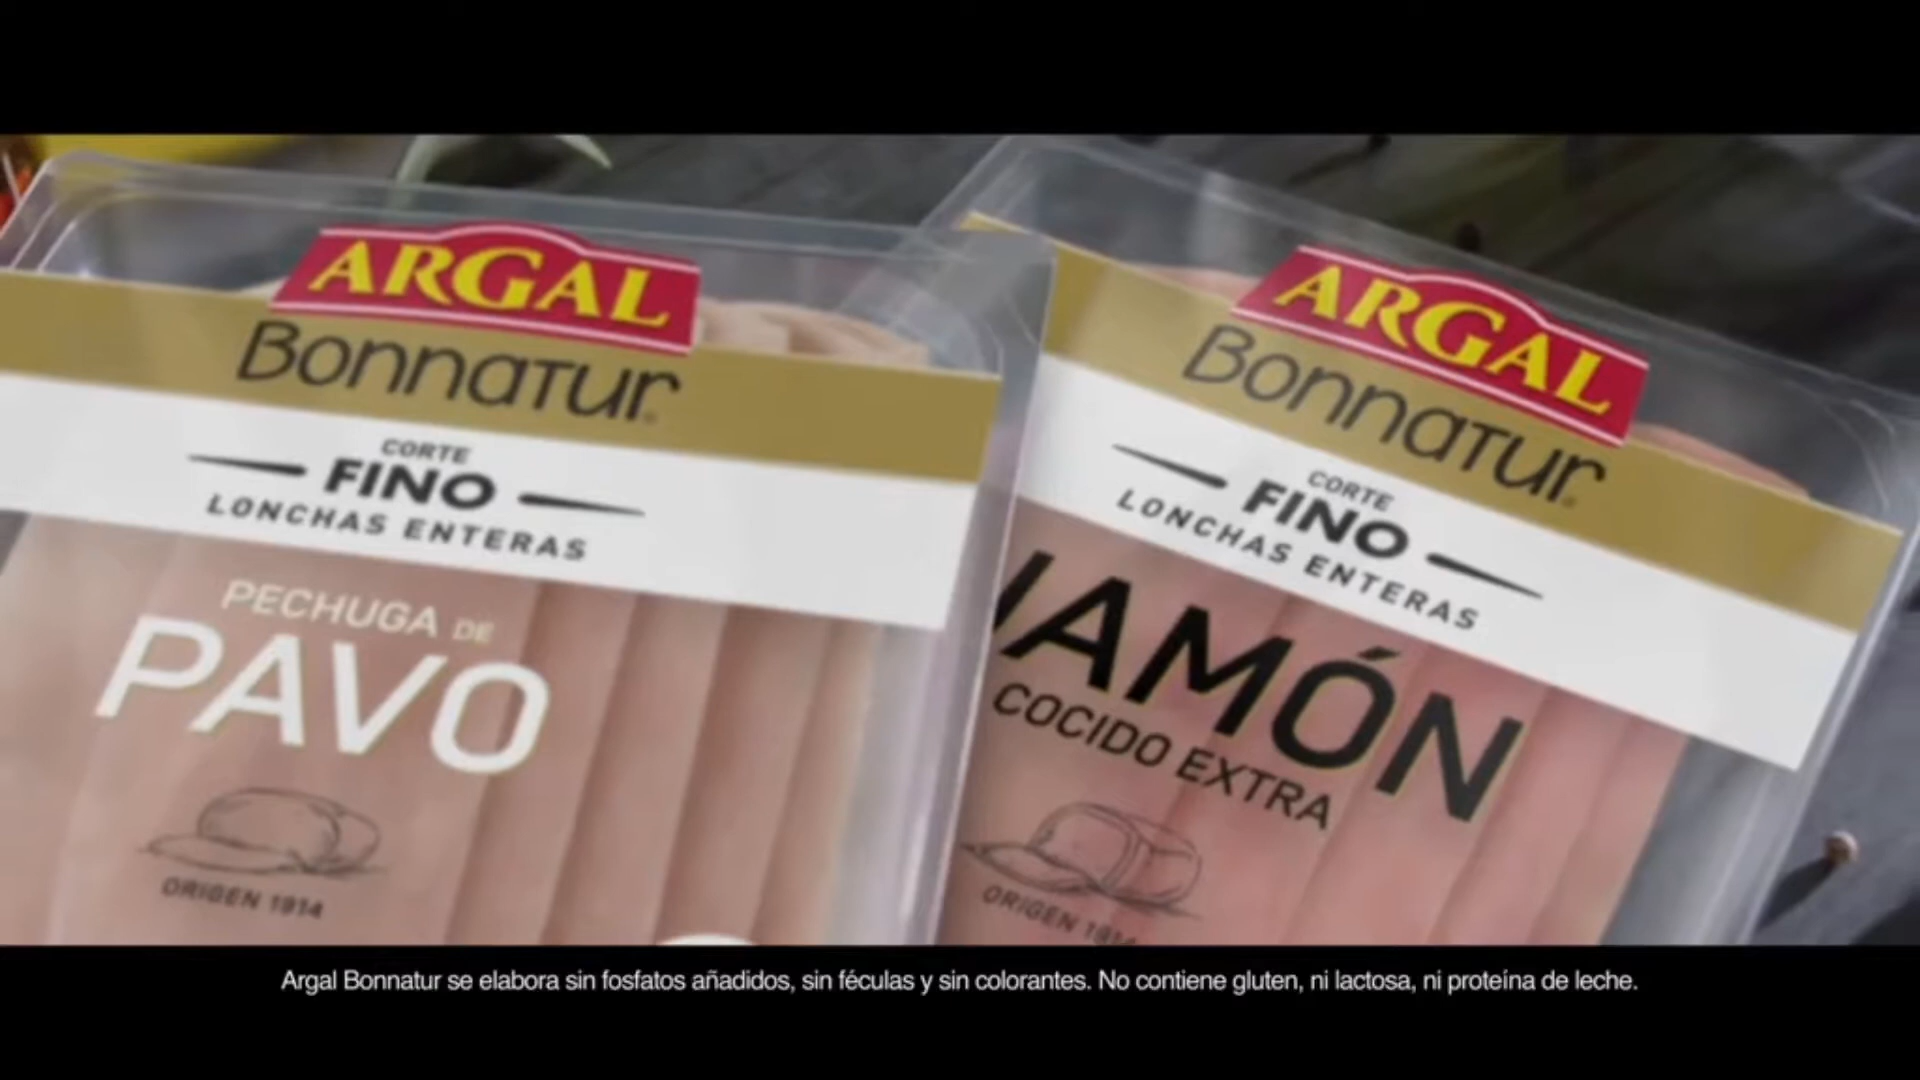 ARGAL
Bonnatur
CORTE
FINO
LONCHAS ENTERAS
PECHUGA DE
PAVO
ORIGEN 1914
ARGAL
Bonnatur
CORTE
FINO
LONCHAS ENTERAS
JAMÓN
COCIDO EXTRA
ORIGEN 1914
Argal Bonnatur se elabora sin fosfatos añadidos, sin féculas y sin colorantes. No contiene gluten, ni lactosa, ni proteína de leche.